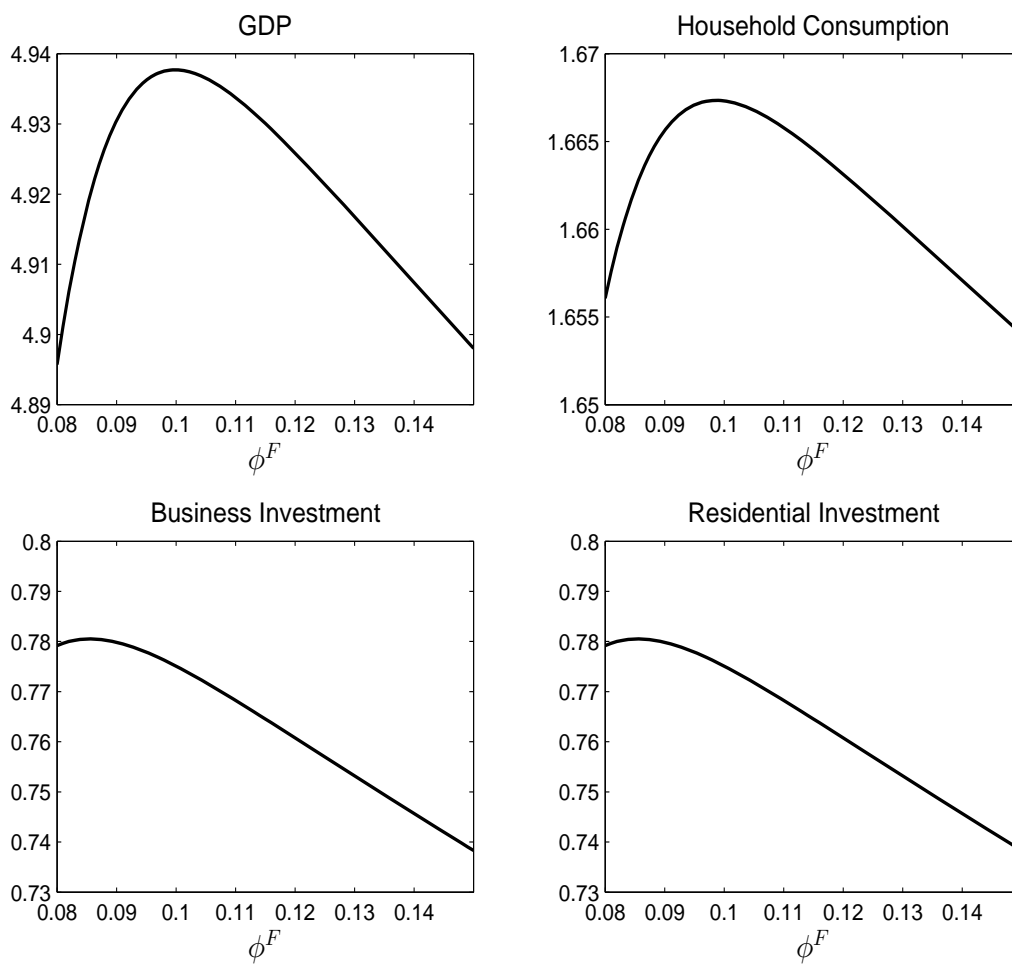 GDP
4.94
4.93
4.92
4.91
4.9
4.89
0.08 0.09 0.1 0.11 0.12 0.13 0.14
ϕ^F
Household Consumption
1.67
1.665
1.66
1.655
1.65
0.08 0.09 0.1 0.11 0.12 0.13 0.14
ϕ^F
Business Investment
0.8
0.79
0.78
0.77
0.76
0.75
0.74
0.73
0.08 0.09 0.1 0.11 0.12 0.13 0.14
ϕ^F
Residential Investment
0.8
0.79
0.78
0.77
0.76
0.75
0.74
0.73
0.08 0.09 0.1 0.11 0.12 0.13 0.14
ϕ^F